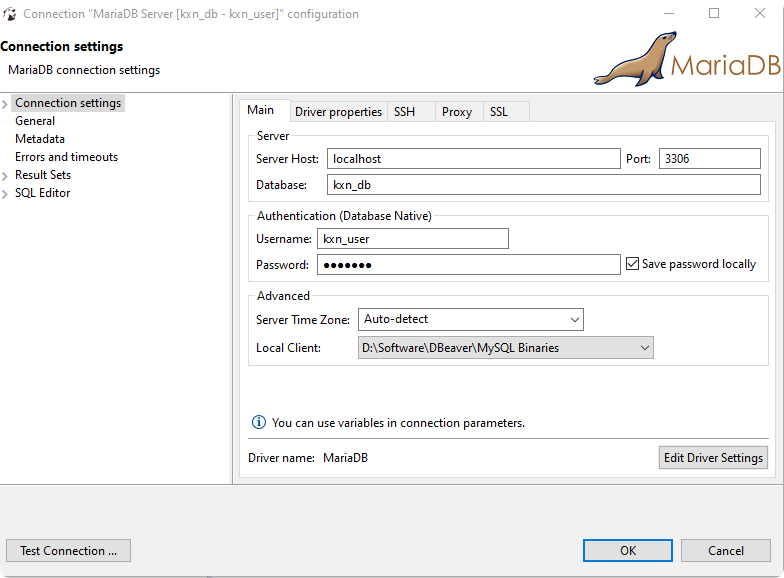 Connection "MariaDB Server [kxn_db - kxn_user]" configuration
Connection settings
MariaDB connection settings
MariaDB
Connection settings
General
Metadata
Errors and timeouts
Result Sets
SQL Editor
Main Driver properties SSH Proxy SSL
Server
Server Host: localhost Port: 3306
Database: kxn_db
Authentication (Database Native)
Username: kxn_user
Password: ●●●●●●● Save password locally
Advanced
Server Time Zone: Auto-detect
Local Client: D:\Software\DBeaver\MySQL Binaries
You can use variables in connection parameters.
Driver name: MariaDB Edit Driver Settings
Test Connection ... OK Cancel